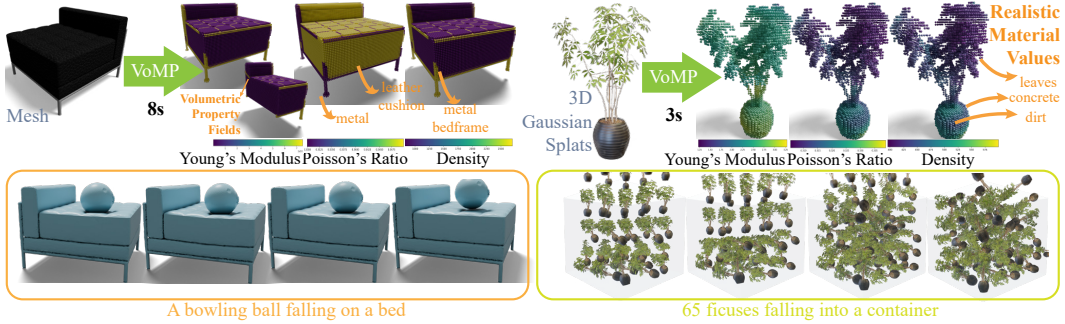 Mesh
VoMP
8s
Volumetric
Property
Fields
metal
leather
cushion
metal
bedframe
Young's Modulus
Poisson's Ratio
Density
3D
Gaussian
Splats
VoMP
3s
Realistic
Material
Values
leaves
concrete
dirt
Young's Modulus
Poisson's Ratio
Density
A bowling ball falling on a bed
65 ficuses falling into a container